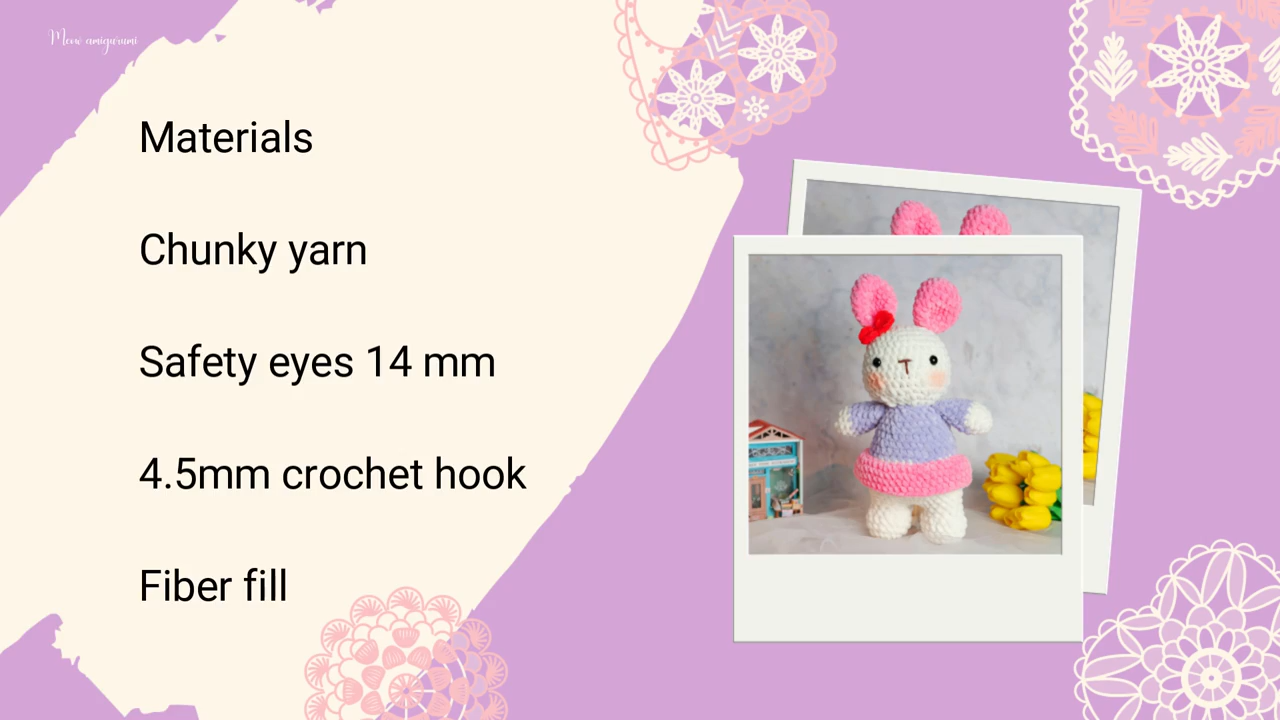 Meow amigurumi
Materials
Chunky yarn
Safety eyes 14 mm
4.5mm crochet hook
Fiber fill